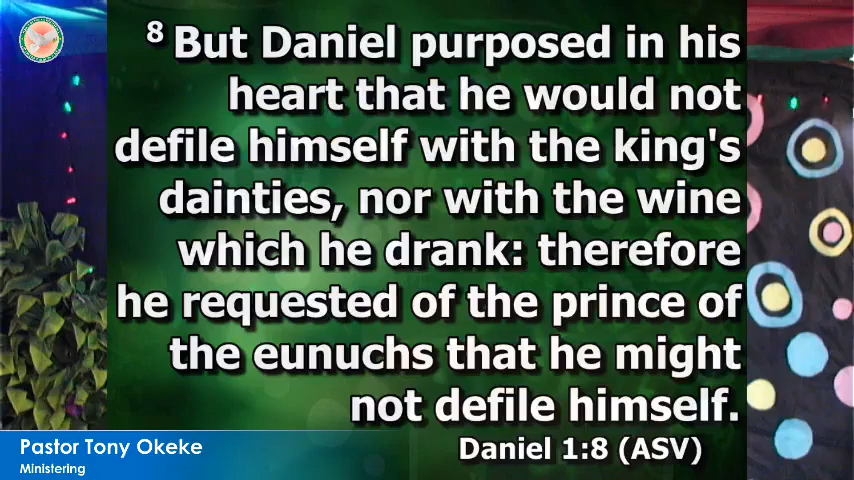 8 But Daniel purposed in his
heart that he would not
defile himself with the king's
dainties, nor with the wine
which he drank: therefore
he requested of the prince of
the eunuchs that he might
not defile himself.
Daniel 1:8 (ASV)
Pastor Tony Okeke
Ministering